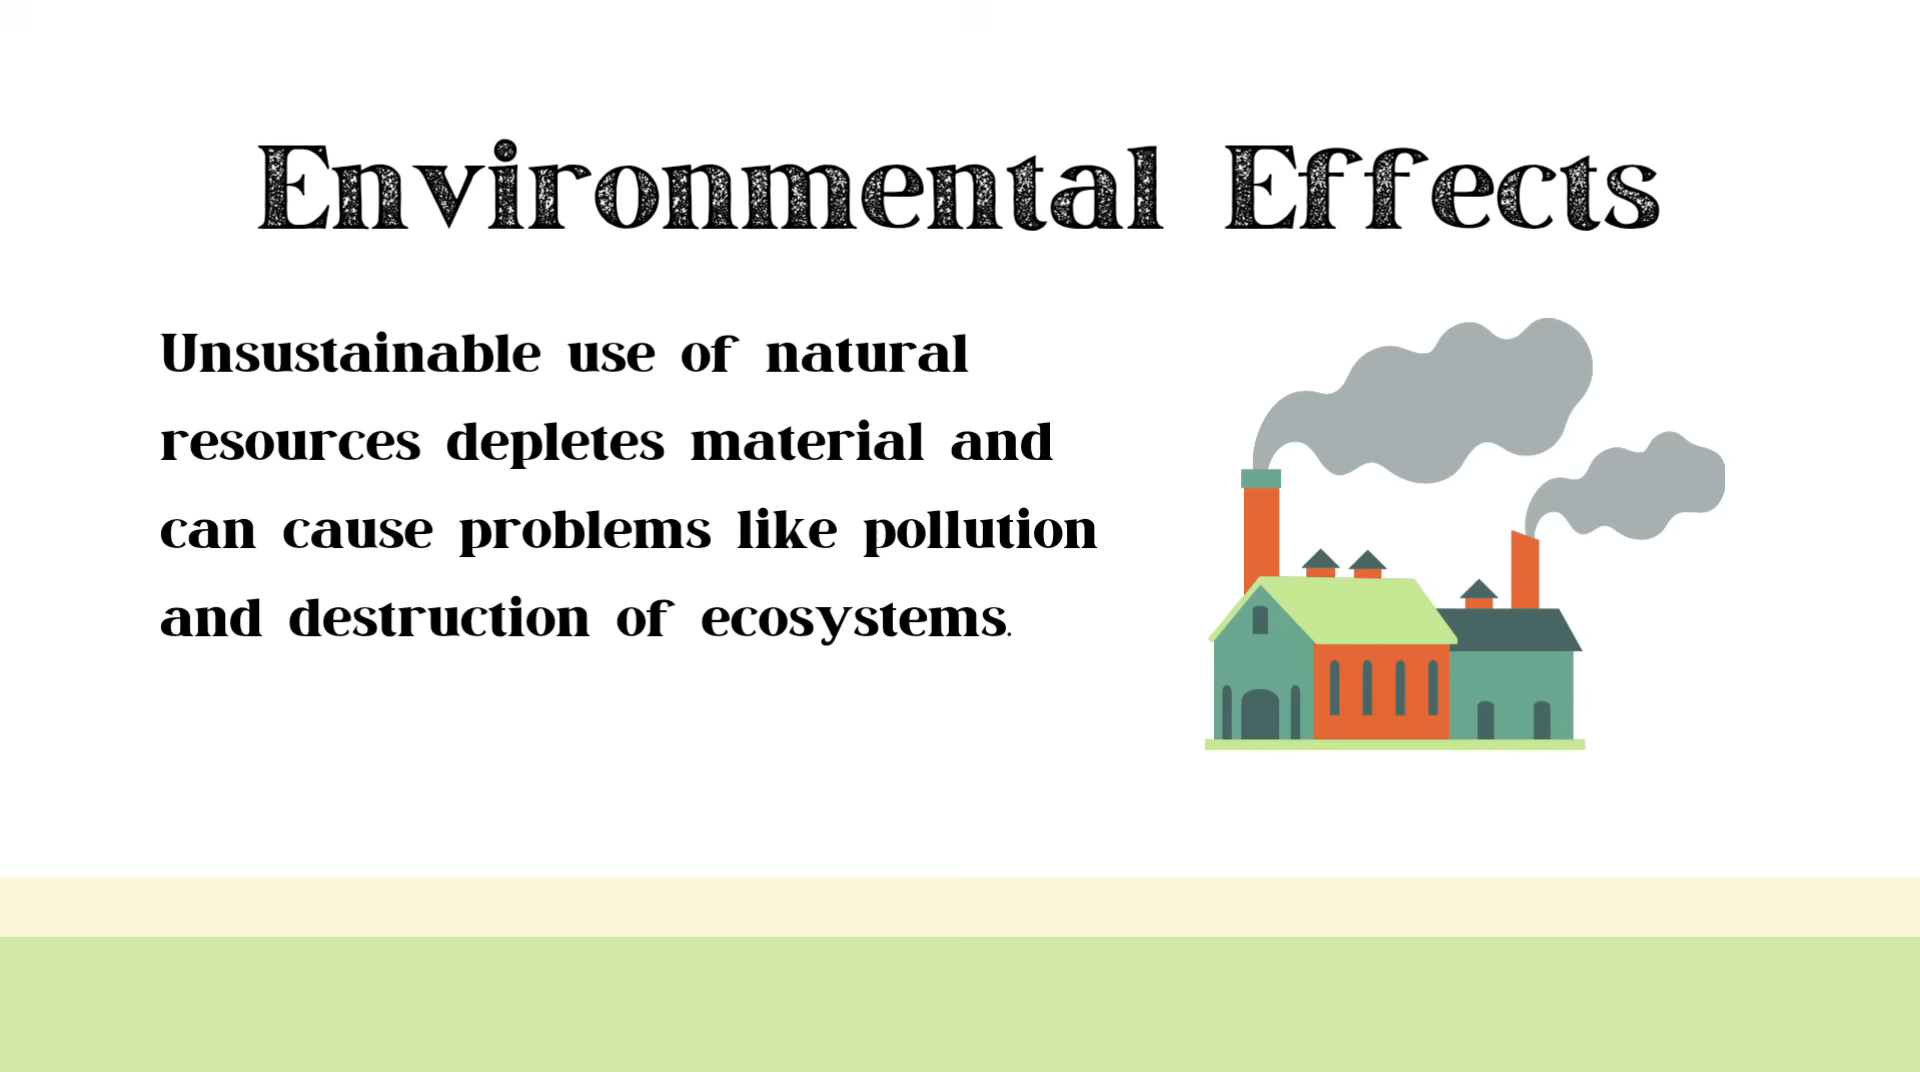 Environmental Effects
Unsustainable use of natural
resources depletes material and
can cause problems like pollution
and destruction of ecosystems.